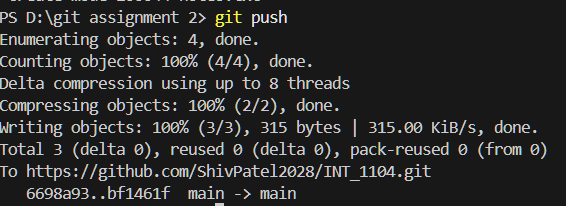 PS D:\git assignment 2> git push
Enumerating objects: 4, done.
Counting objects: 100% (4/4), done.
Delta compression using up to 8 threads
Compressing objects: 100% (2/2), done.
Writing objects: 100% (3/3), 315 bytes | 315.00 KiB/s, done.
Total 3 (delta 0), reused 0 (delta 0), pack-reused 0 (from 0)
To https://github.com/ShivPatel2028/INT_1104.git
   6698a93..bf1461f  main -> main